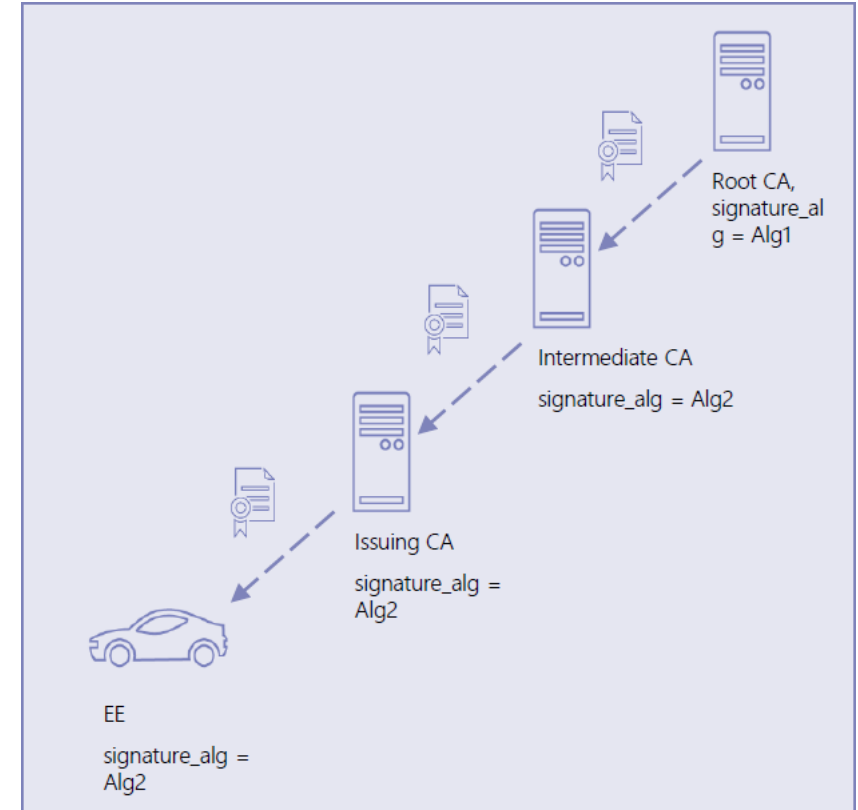 Root CA,
signature_al
g = Alg1
Intermediate CA
signature_alg = Alg2
Issuing CA
signature_alg =
Alg2
EE
signature_alg =
Alg2